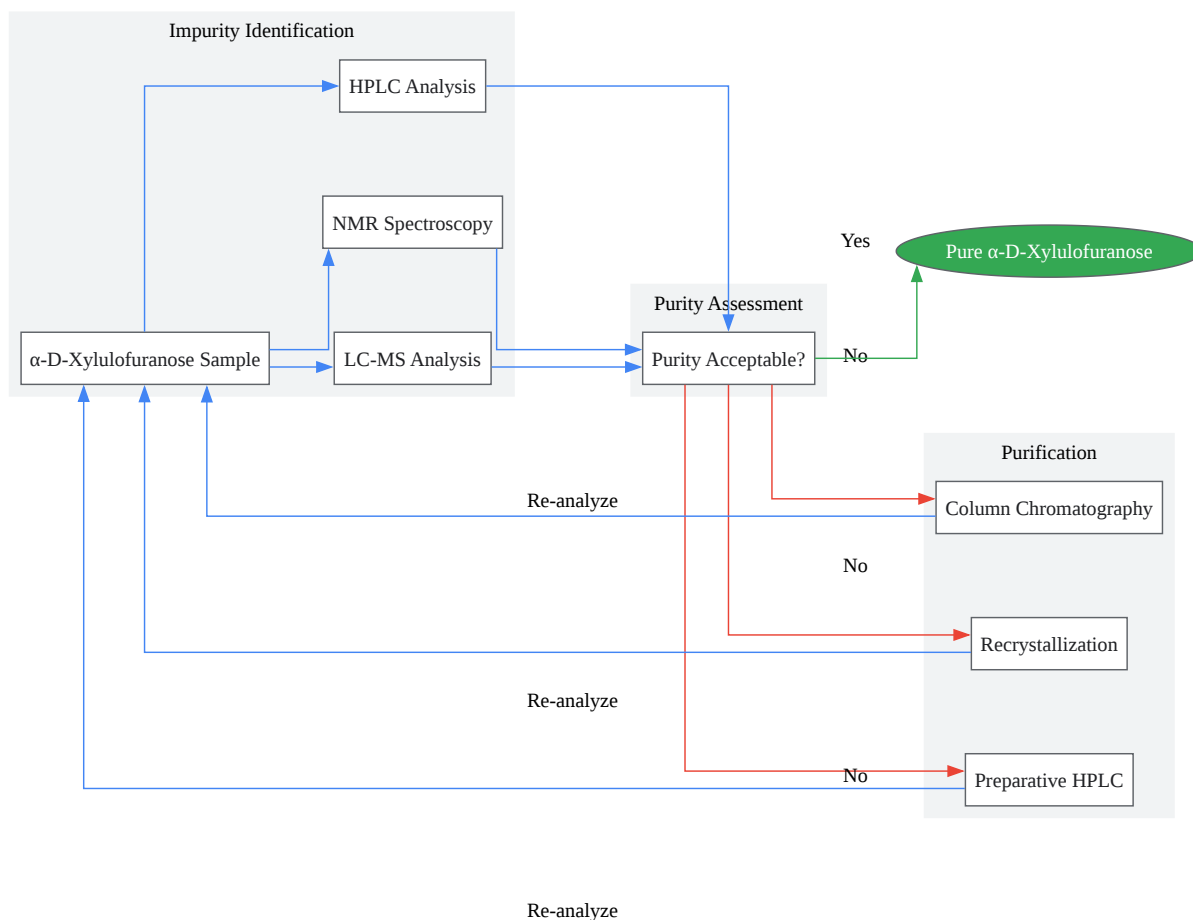 Impurity Identification
HPLC Analysis
NMR Spectroscopy
Yes
Pure α-D-Xylulofuranose
Purity Assessment
α-D-Xylulofuranose Sample
LC-MS Analysis
Purity Acceptable?
No
Purification
Re-analyze
Column Chromatography
No
Recrystallization
Re-analyze
No
Preparative HPLC
Re-analyze